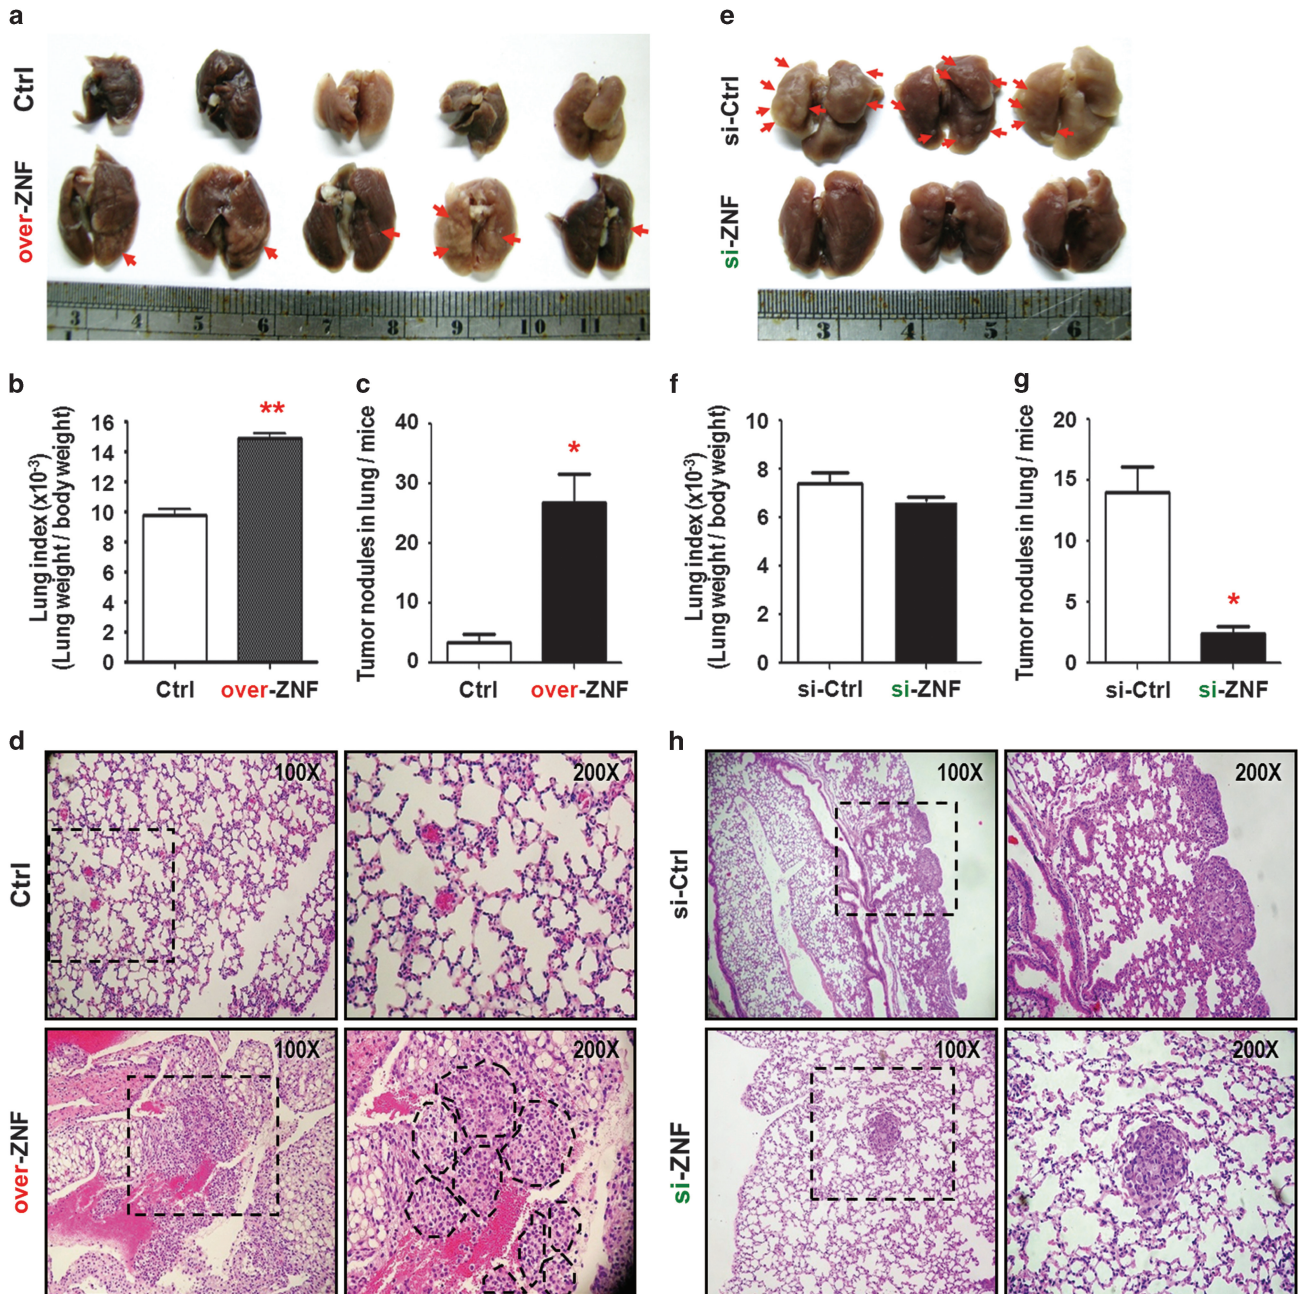 a
Ctrl
over-ZNF
3 4 5 6 7 8 9 10 11 1
e
si-Ctrl
si-ZNF
3 4 5 6
b
Lung index (x10-3)
(Lung weight / body weight)
16
14
12
10
8
6
4
2
0
**
Ctrl over-ZNF
c
Tumor nodules in lung / mice
40
30
20
10
0
*
Ctrl over-ZNF
f
Lung index (x10-3)
(Lung weight / body weight)
10
8
6
4
2
0
si-Ctrl si-ZNF
g
Tumor nodules in lung / mice
20
15
10
5
0
*
si-Ctrl si-ZNF
d
Ctrl
100X
200X
over-ZNF
100X
200X
h
si-Ctrl
100X
200X
si-ZNF
100X
200X